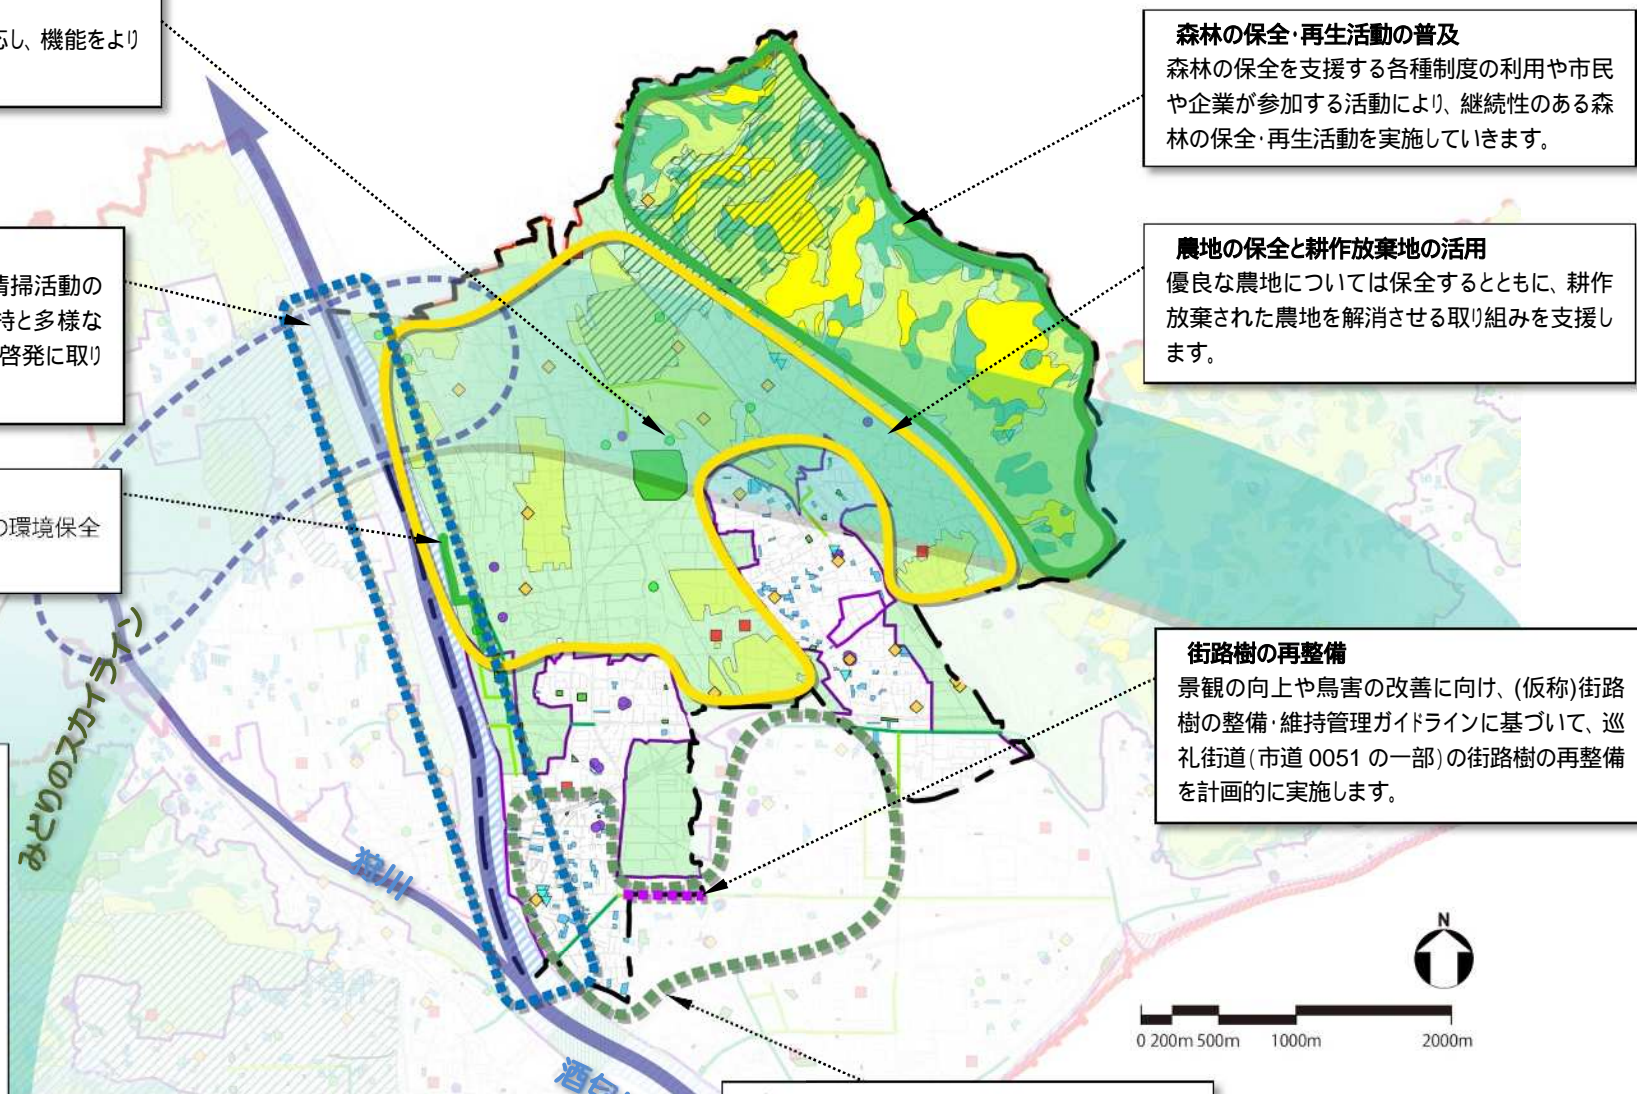 応し、機能をより
清掃活動の
持と多様な
啓発に取り
の環境保全
森林の保全・再生活動の普及
森林の保全を支援する各種制度の利用や市民
や企業が参加する活動により、継続性のある森
林の保全・再生活動を実施していきます。
農地の保全と耕作放棄地の活用
優良な農地については保全するとともに、耕作
放棄された農地を解消させる取り組みを支援し
ます。
街路樹の再整備
景観の向上や鳥害の改善に向け、(仮称)街路
樹の整備・維持管理ガイドラインに基づいて、巡
礼街道(市道 0051 の一部)の街路樹の再整備
を計画的に実施します。
みどりのスカイライン
狩川
酒匂
N
0 200m 500m 1000m 2000m